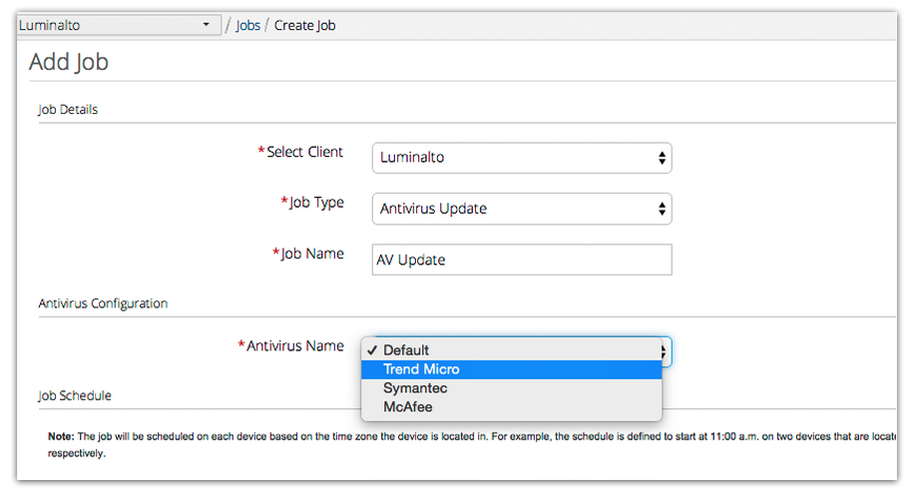 Luminalto / Jobs / Create Job
Add Job
Job Details
*Select Client Luminalto
*Job Type Antivirus Update
*Job Name AV Update
Antivirus Configuration
*Antivirus Name ✓ Default
Trend Micro
Symantec
McAfee
Job Schedule
Note: The job will be scheduled on each device based on the time zone the device is located in. For example, the schedule is defined to start at 11:00 a.m. on two devices that are locate
respectively.